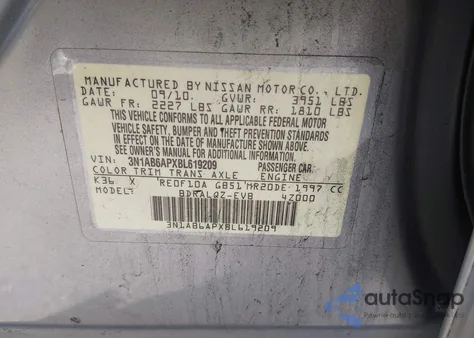 MANUFACTURED BY NISSAN MOTOR CO., LTD.
DATE: 09/10 GVWR: 3951 LBS
GAWR FR: 2227 LBS GAWR RR: 1810 LBS
THIS VEHICLE CONFORMS TO ALL APPLICABLE FEDERAL MOTOR
VEHICLE SAFETY, BUMPER AND THEFT PREVENTION STANDARDS
IN EFFECT ON THE DATE OF MANUFACTURE SHOWN ABOVE. SEE
OWNER'S MANUAL FOR ADDITIONAL INFORMATION
VIN: 3N1AB6APXBL619209 PASSENGER CAR
COLOR TRIM TRANS AXLE ENGINE
K36 X RE0F10A GB51 MR20DE 1997 CC
MODEL: BDRALQZ-EVB 4Z000
3N1AB6APXBL619209
autoSnap